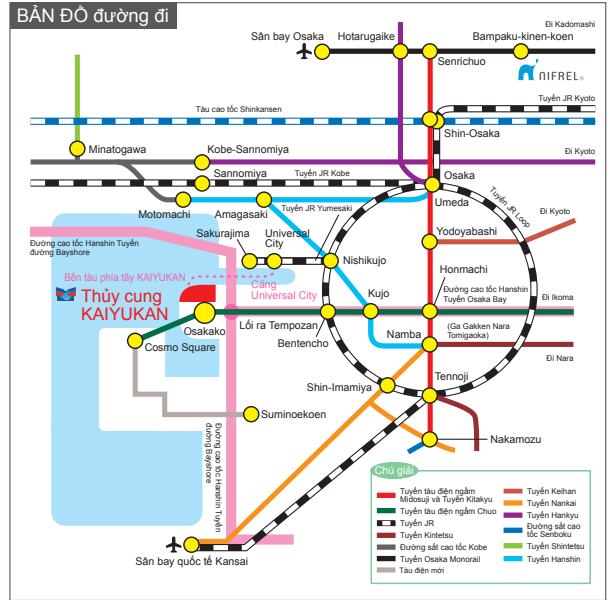 BẢN ĐỒ đường đi
Đi Kadomashi
Sân bay Osaka
Hotarugaike
Bampaku-kinen-koen
Senrichuo
NIFREL
Tuyến JR Kyoto
Tàu cao tốc Shinkansen
Shin-Osaka
Minatogawa
Kobe-Sannomiya
Đi Kyoto
Sannomiya
Tuyến JR Kobe
Osaka
Umeda
Motomachi
Amagasaki
Tuyến JR Loop
Tuyến JR Yumesaki
Đi Kyoto
Sakurajima
Universal
City
Yodoyabashi
Đường cao tốc Hanshin Tuyến
đường Bayshore
Nishikujo
Bến tàu phía tây KAIYUKAN
Cảng
Universal City
Honmachi
Thủy cung
KAIYUKAN
Kujo
Đường cao tốc Hanshin
Tuyến Osaka Bay
Đi Ikoma
Osakako
Lối ra Tempozan
Namba
(Ga Gakken Nara
Tomigaoka)
Cosmo Square
Bentencho
Đi Nara
Tennoji
Shin-Imamiya
Suminoekoen
Đường cao tốc Hanshin Tuyến
đường Bayshore
Nakamozu
Sân bay quốc tế Kansai
Chú giải
Tuyến tàu điện ngầm
Midosuji và Tuyến Kitakyu
Tuyến tàu điện ngầm Chuo
Tuyến JR
Tuyến Kintetsu
Đường sắt cao tốc Kobe
Tuyến Osaka Monorail
Tàu điện mới
Tuyến Keihan
Tuyến Nankai
Tuyến Hankyu
Đường sắt cao
tốc Senboku
Tuyến Shintetsu
Tuyến Hanshin